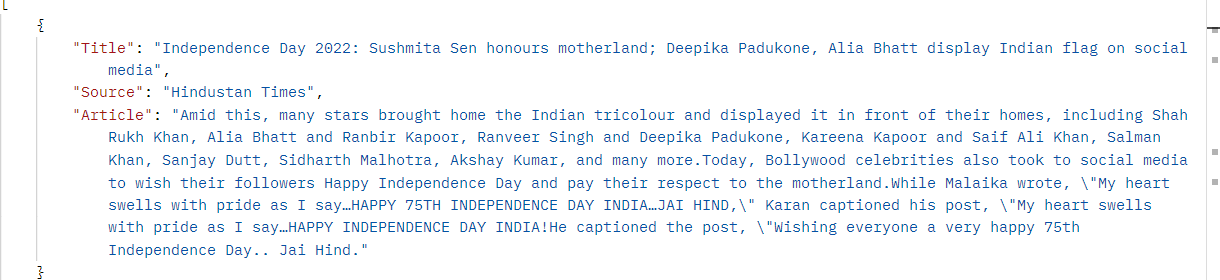 [
{
"Title": "Independence Day 2022: Sushmita Sen honours motherland; Deepika Padukone, Alia Bhatt display Indian flag on social
media",
"Source": "Hindustan Times",
"Article": "Amid this, many stars brought home the Indian tricolour and displayed it in front of their homes, including Shah
Rukh Khan, Alia Bhatt and Ranbir Kapoor, Ranveer Singh and Deepika Padukone, Kareena Kapoor and Saif Ali Khan, Salman
Khan, Sanjay Dutt, Sidharth Malhotra, Akshay Kumar, and many more.Today, Bollywood celebrities also took to social media
to wish their followers Happy Independence Day and pay their respect to the motherland.While Malaika wrote, \"My heart
swells with pride as I say…HAPPY 75TH INDEPENDENCE DAY INDIA…JAI HIND,\" Karan captioned his post, \"My heart swells
with pride as I say…HAPPY INDEPENDENCE DAY INDIA!He captioned the post, \"Wishing everyone a very happy 75th
Independence Day.. Jai Hind."
}